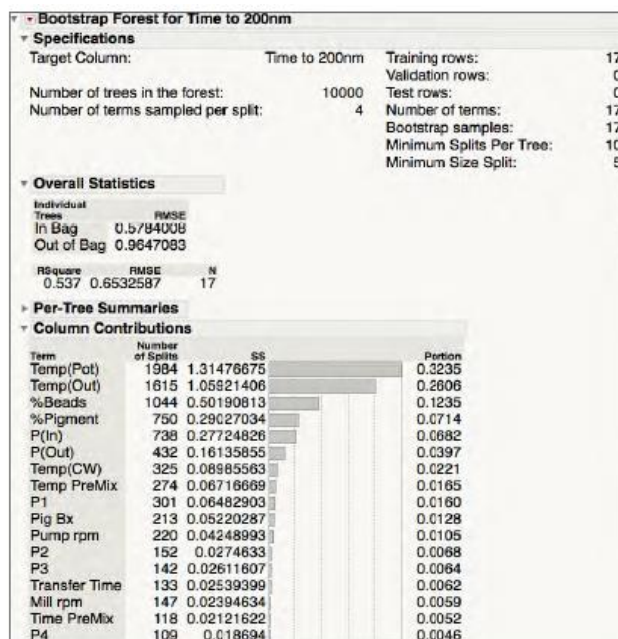 Bootstrap Forest for Time to 200nm
Specifications
Target Column: Time to 200nm Training rows: 17
Validation rows: 0
Number of trees in the forest: 10000 Test rows: 0
Number of terms sampled per split: 4 Number of terms: 17
Bootstrap samples: 17
Minimum Splits Per Tree: 10
Minimum Size Split: 5
Overall Statistics
Individual
Trees RMSE
In Bag 0.5784008
Out of Bag 0.9647083
RSquare RMSE N
0.537 0.6532587 17
Per-Tree Summaries
Column Contributions
Term Number of Splits SS Portion
Temp(Pot) 1984 1.31476675 0.3235
Temp(Out) 1615 1.05921406 0.2606
%Beads 1044 0.50190813 0.1235
%Pigment 750 0.29027034 0.0714
P(In) 738 0.27724826 0.0682
P(Out) 432 0.16135855 0.0397
Temp(CW) 325 0.08985563 0.0221
Temp PreMix 274 0.06716669 0.0165
P1 301 0.06482903 0.0160
Pig Bx 213 0.05220287 0.0128
Pump rpm 220 0.04248993 0.0105
P2 152 0.0274633 0.0068
P3 142 0.02611607 0.0064
Transfer Time 133 0.02539399 0.0062
Mill rpm 147 0.02394634 0.0059
Time PreMix 118 0.02121622 0.0052
P4 109 0.018694 0.0046